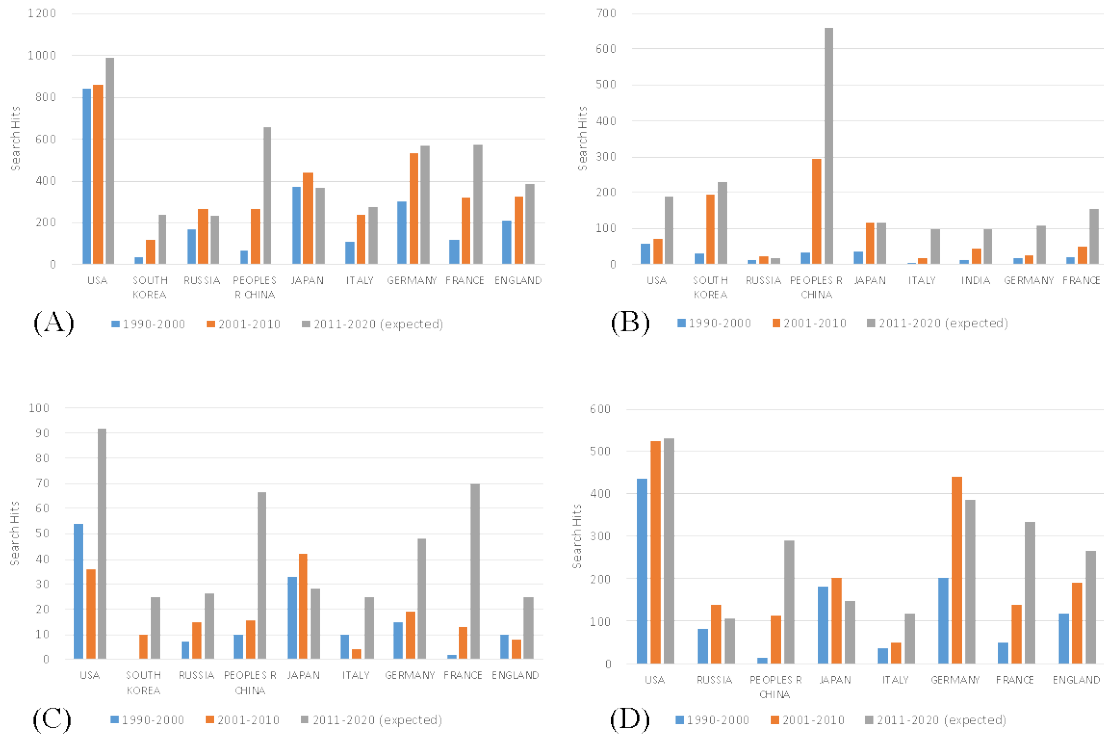 1200
1000
800
600
400
200
0
Search Hits
USA SOUTH KOREA RUSSIA PEOPLES R CHINA JAPAN ITALY GERMANY FRANCE ENGLAND
(A) 1990-2000 2001-2010 2011-2020 (expected)
700
600
500
400
300
200
100
0
Search Hits
USA SOUTH KOREA RUSSIA PEOPLES R CHINA JAPAN ITALY INDIA GERMANY FRANCE
(B) 1990-2000 2001-2010 2011-2020 (expected)
100
90
80
70
60
50
40
30
20
10
0
Search Hits
USA SOUTH KOREA RUSSIA PEOPLES R CHINA JAPAN ITALY GERMANY FRANCE ENGLAND
(C) 1990-2000 2001-2010 2011-2020 (expected)
600
500
400
300
200
100
0
Search Hits
USA RUSSIA PEOPLES R CHINA JAPAN ITALY GERMANY FRANCE ENGLAND
(D) 1990-2000 2001-2010 2011-2020 (expected)